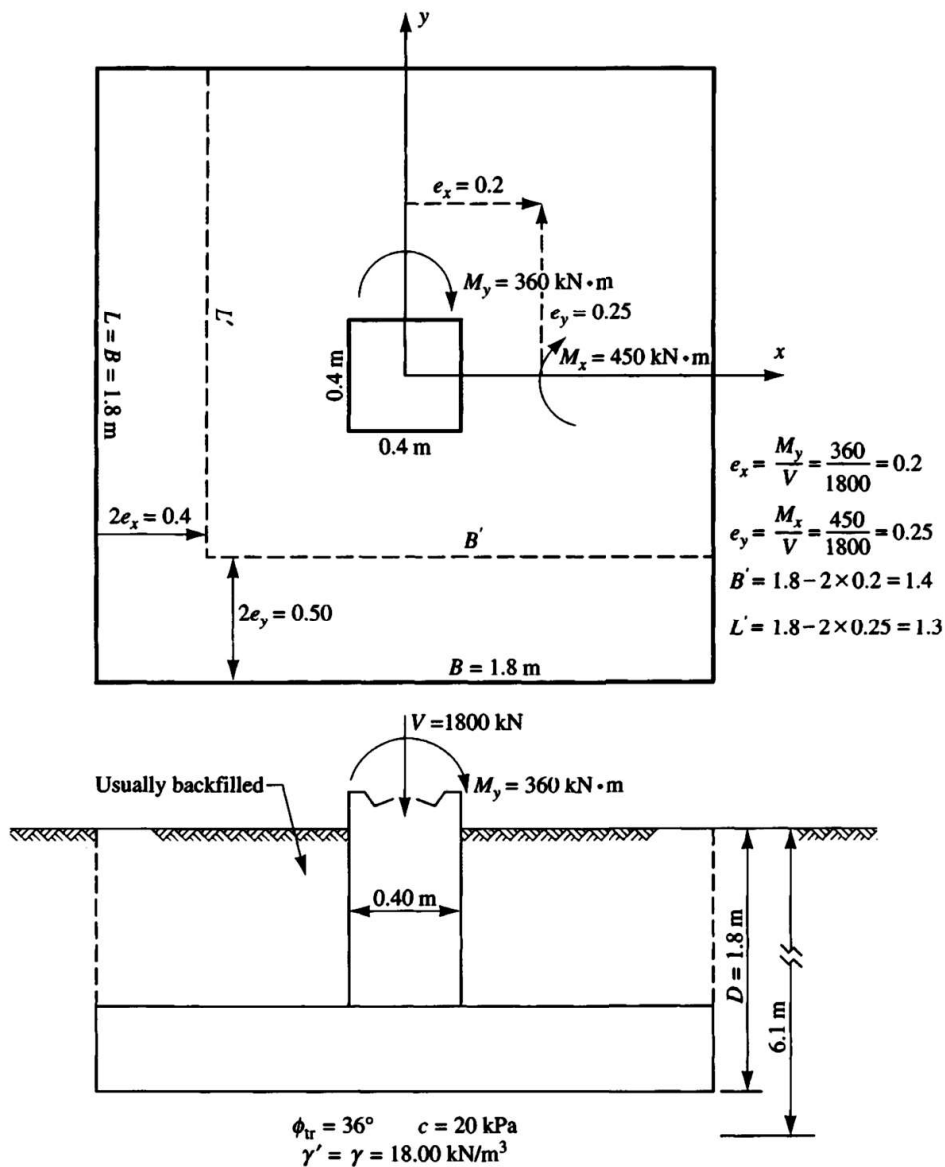 y
e_x = 0.2
M_y = 360 kN•m
e_y = 0.25
M_x = 450 kN•m
x
L'
L = B = 1.8 m
0.4 m
0.4 m
e_x = M_y / V = 360 / 1800 = 0.2
2e_x = 0.4
e_y = M_x / V = 450 / 1800 = 0.25
B'
B' = 1.8 – 2 × 0.2 = 1.4
2e_y = 0.50
L' = 1.8 – 2 × 0.25 = 1.3
B = 1.8 m
V = 1800 kN
Usually backfilled
M_y = 360 kN•m
0.40 m
D = 1.8 m
6.1 m
ϕ_tr = 36° c = 20 kPa
γ' = γ = 18.00 kN/m³